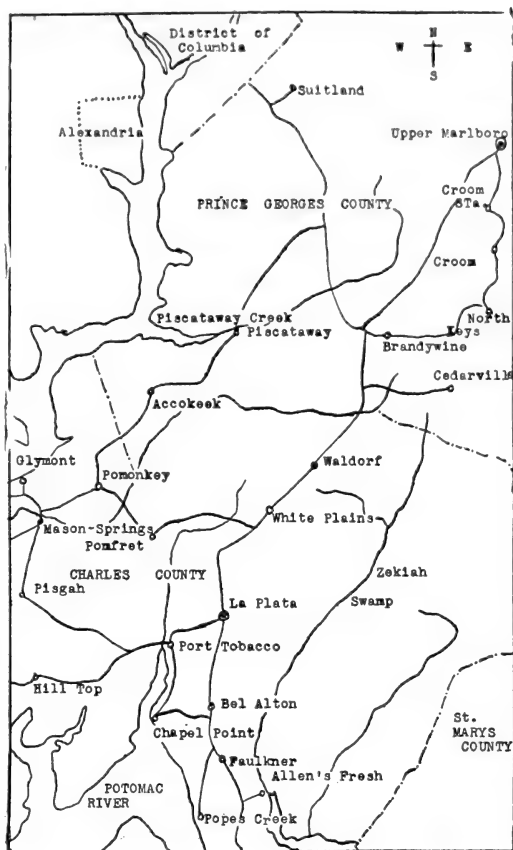 District of
Columbia
N
W E
S
Suitland
Alexandria
Upper Marlboro
PRINCE GEORGES COUNTY
Croom
STa.
Croom
Piscataway Creek
Piscataway
North
Keys
Brandywine
Cedarville
Accokeek
Glymont
Pomonkey
Waldorf
White Plains
Mason-Springs
Pomfret
CHARLES COUNTY
Zekiah
Swamp
Pisgah
La Plata
Port Tobacco
Hill Top
Bel Alton
Chapel Point
St.
MARYS
COUNTY
Faulkner
Allen's Fresh
POTOMAC
RIVER
Popes Creek